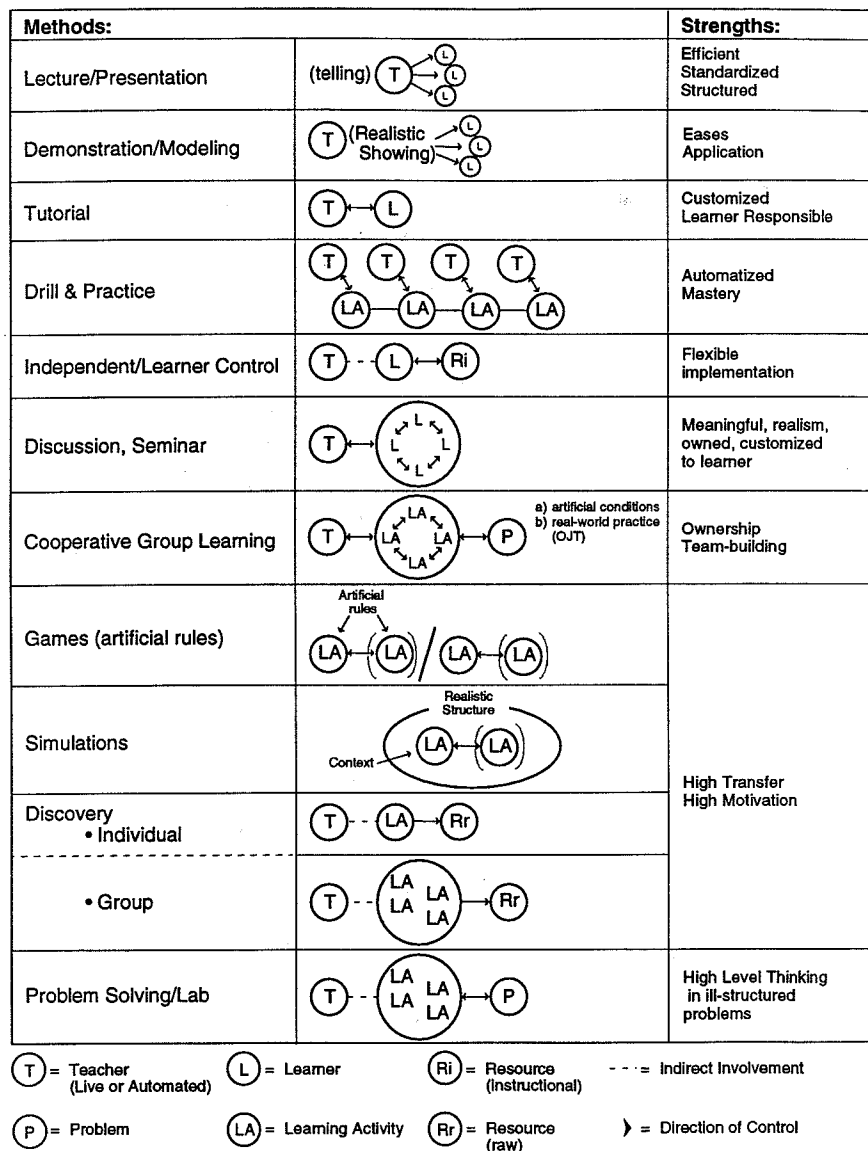 Methods:
Strengths:
Lecture/Presentation
(telling) T L L L
Efficient
Standardized
Structured
Demonstration/Modeling
T (Realistic
Showing) L L L
Eases
Application
Tutorial
T L
Customized
Learner Responsible
Drill & Practice
T T T T
LA LA LA LA
Automatized
Mastery
Independent/Learner Control
T L Ri
Flexible
implementation
Discussion, Seminar
T L L L L
Meaningful, realism,
owned, customized
to learner
Cooperative Group Learning
T LA LA LA LA P
a) artificial conditions
b) real-world practice
(OJT)
Ownership
Team-building
Games (artificial rules)
Artificial
rules
LA (LA) / LA (LA)
Simulations
Realistic
Structure
LA (LA)
Context
High Transfer
High Motivation
Discovery
• Individual
T LA Rr
• Group
T LA LA LA LA Rr
Problem Solving/Lab
T LA LA LA LA P
High Level Thinking
in ill-structured
problems
T = Teacher
(Live or Automated)
L = Learner
Ri = Resource
(instructional)
- - - = Indirect Involvement
P = Problem
LA = Learning Activity
Rr = Resource
(raw)
= Direction of Control